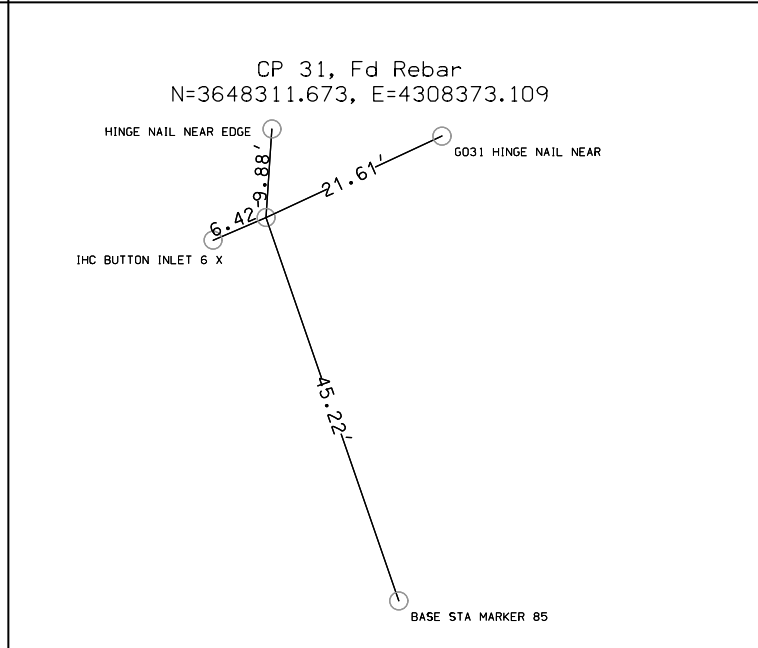 CP 31, Fd Rebar
N=3648311.673, E=4308373.109
HINGE NAIL NEAR EDGE
GO31 HINGE NAIL NEAR
9.88'
21.61'
6.42
IHC BUTTON INLET 6 X
45.22'
BASE STA MARKER 85